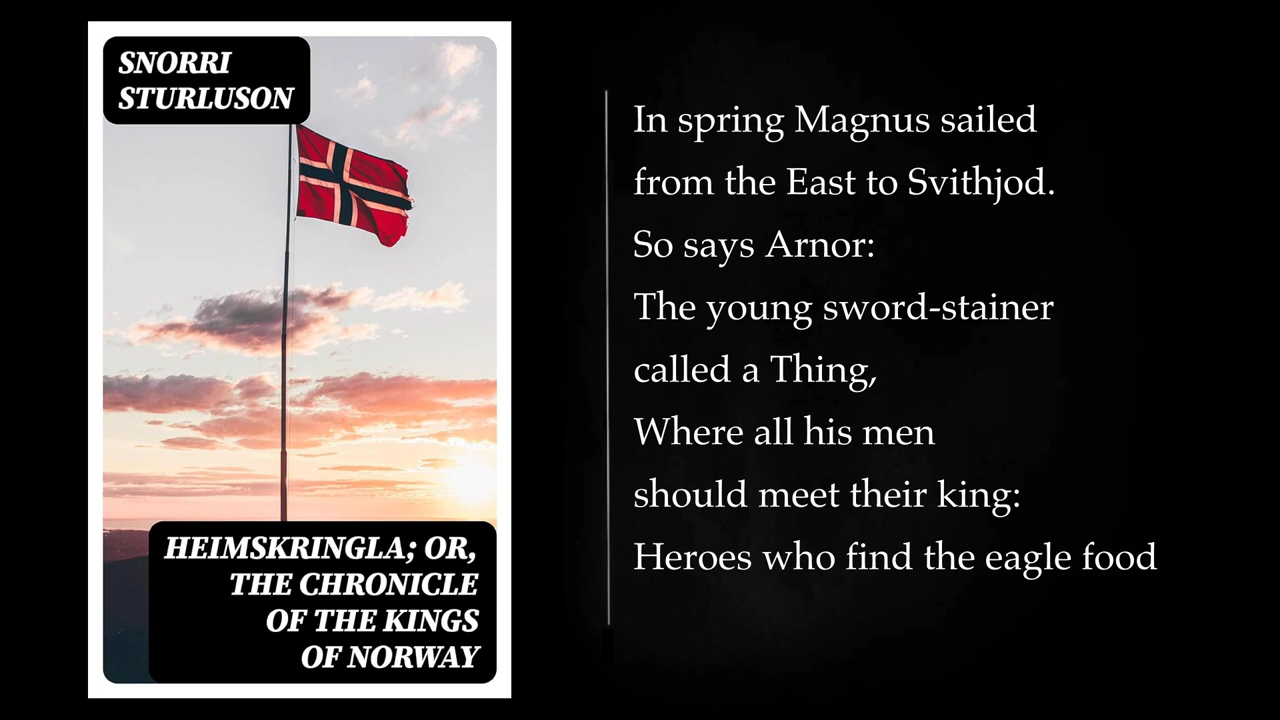 SNORRI
STURLUSON
HEIMSKRINGLA; OR,
THE CHRONICLE
OF THE KINGS
OF NORWAY
In spring Magnus sailed
from the East to Svithjod.
So says Arnor:
The young sword-stainer
called a Thing,
Where all his men
should meet their king:
Heroes who find the eagle food